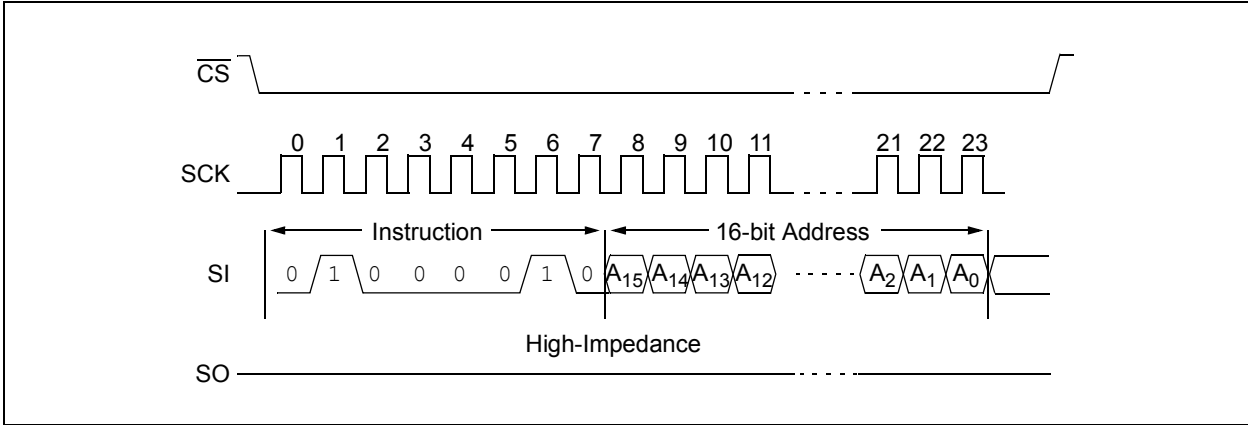 CS
0 1 2 3 4 5 6 7 8 9 10 11 21 22 23
SCK
Instruction 16-bit Address
SI 0 1 0 0 0 0 1 0 A15 A14 A13 A12 A2 A1 A0
High-Impedance
SO